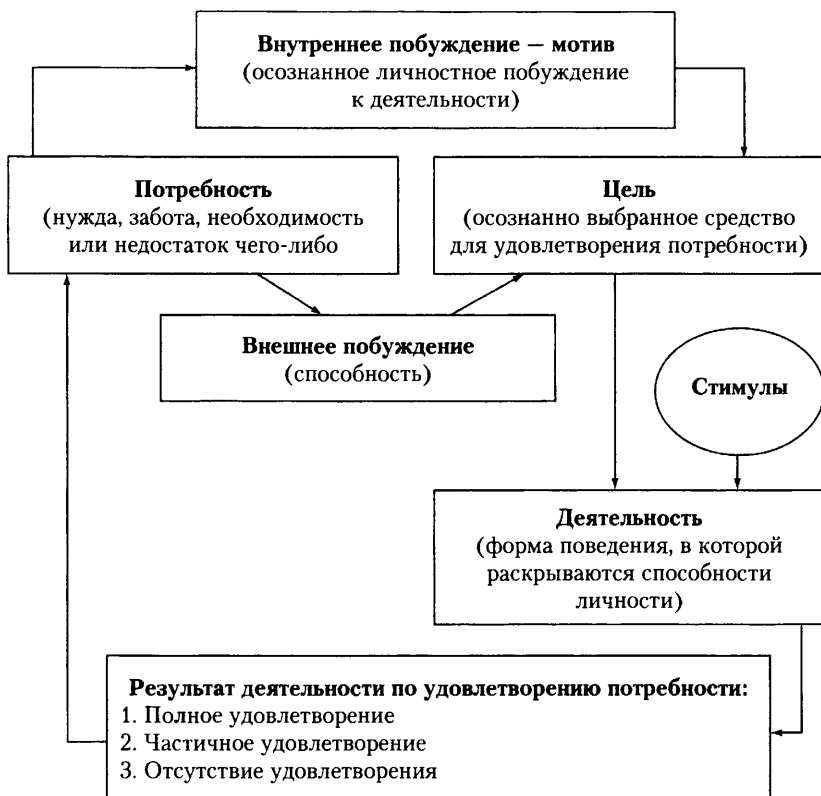 Внутреннее побуждение — мотив
(осознанное личностное побуждение
к деятельности)
Потребность
(нужда, забота, необходимость
или недостаток чего-либо
Цель
(осознанно выбранное средство
для удовлетворения потребности)
Внешнее побуждение
(способность)
Стимулы
Деятельность
(форма поведения, в которой
раскрываются способности
личности)
Результат деятельности по удовлетворению потребности:
1. Полное удовлетворение
2. Частичное удовлетворение
3. Отсутствие удовлетворения